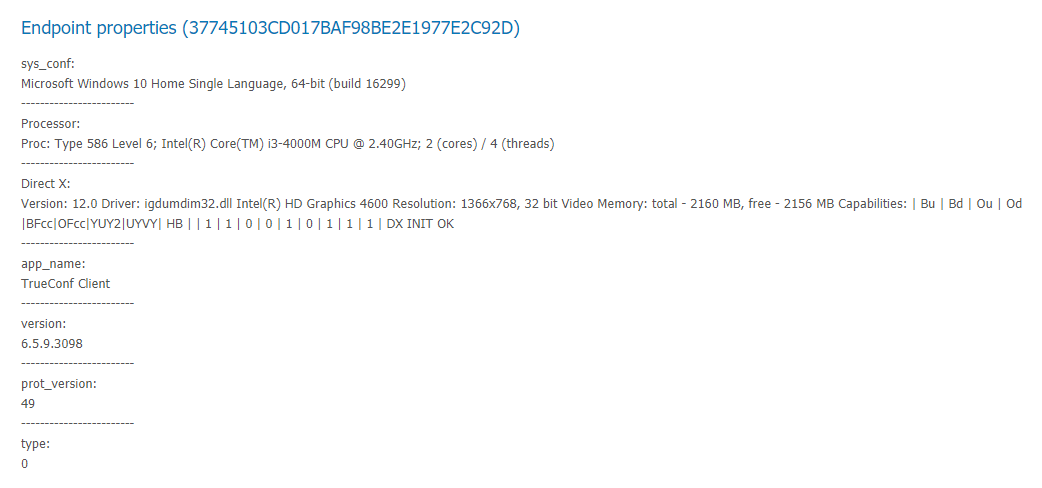 Endpoint properties (37745103CD017BAF98BE2E1977E2C92D)
sys_conf:
Microsoft Windows 10 Home Single Language, 64-bit (build 16299)
------------------------
Processor:
Proc: Type 586 Level 6; Intel(R) Core(TM) i3-4000M CPU @ 2.40GHz; 2 (cores) / 4 (threads)
------------------------
Direct X:
Version: 12.0 Driver: igdumdim32.dll Intel(R) HD Graphics 4600 Resolution: 1366x768, 32 bit Video Memory: total - 2160 MB, free - 2156 MB Capabilities: | Bu | Bd | Ou | Od
|BFcc|OFcc|YUY2|UYVY| HB | | 1 | 1 | 0 | 0 | 1 | 0 | 1 | 1 | 1 | DX INIT OK
------------------------
app_name:
TrueConf Client
------------------------
version:
6.5.9.3098
------------------------
prot_version:
49
------------------------
type:
0